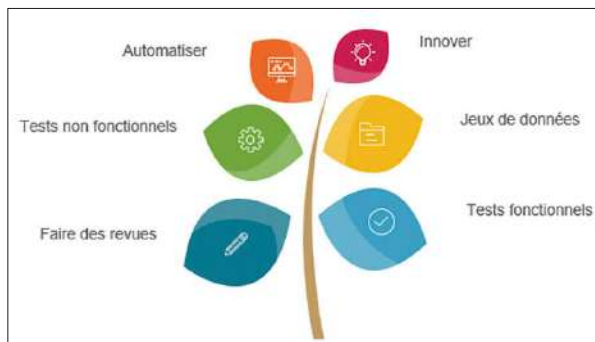 Automatiser
Innover
Tests non fonctionnels
Jeux de données
Faire des revues
Tests fonctionnels